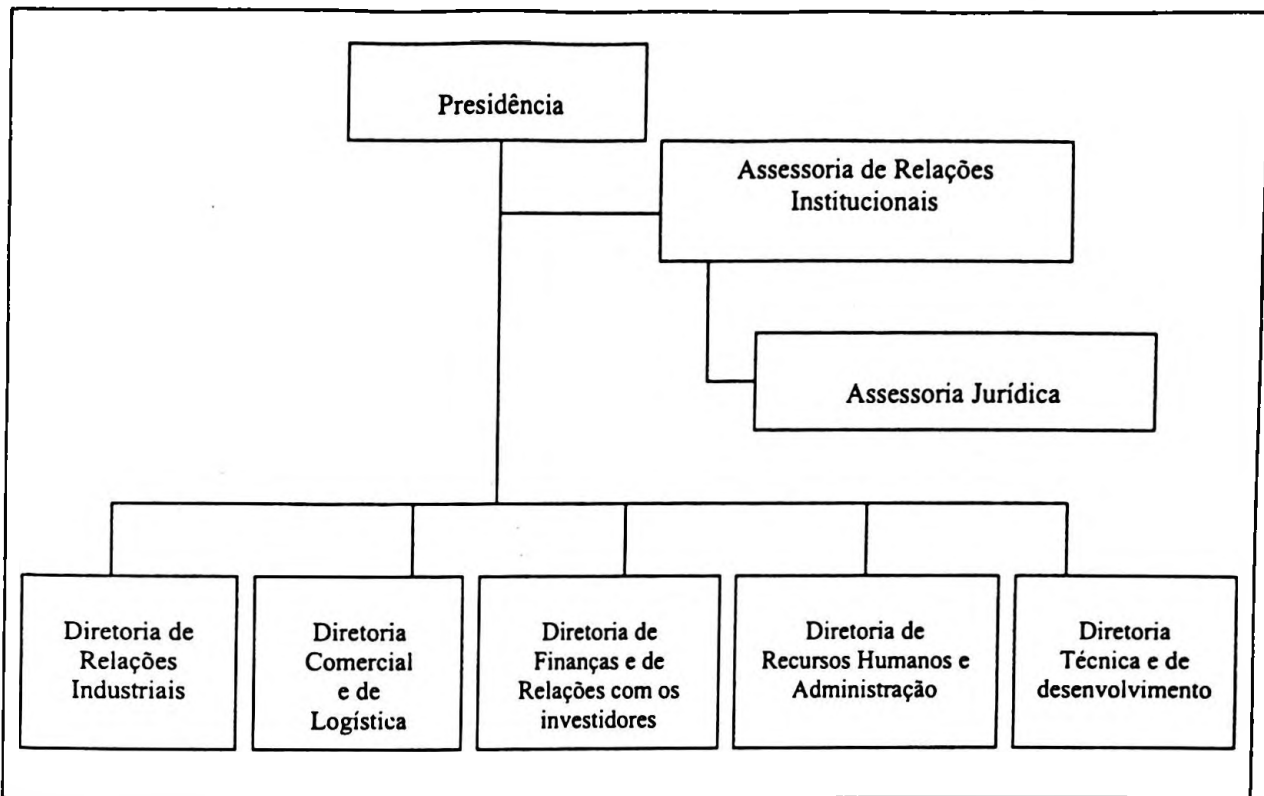 Presidência
Assessoria de Relações
Institucionais
Assessoria Jurídica
Diretoria de
Relações
Industriais
Diretoria
Comercial
e de
Logística
Diretoria de
Finanças e de
Relações com os
investidores
Diretoria de
Recursos Humanos e
Administração
Diretoria
Técnica e de
desenvolvimento